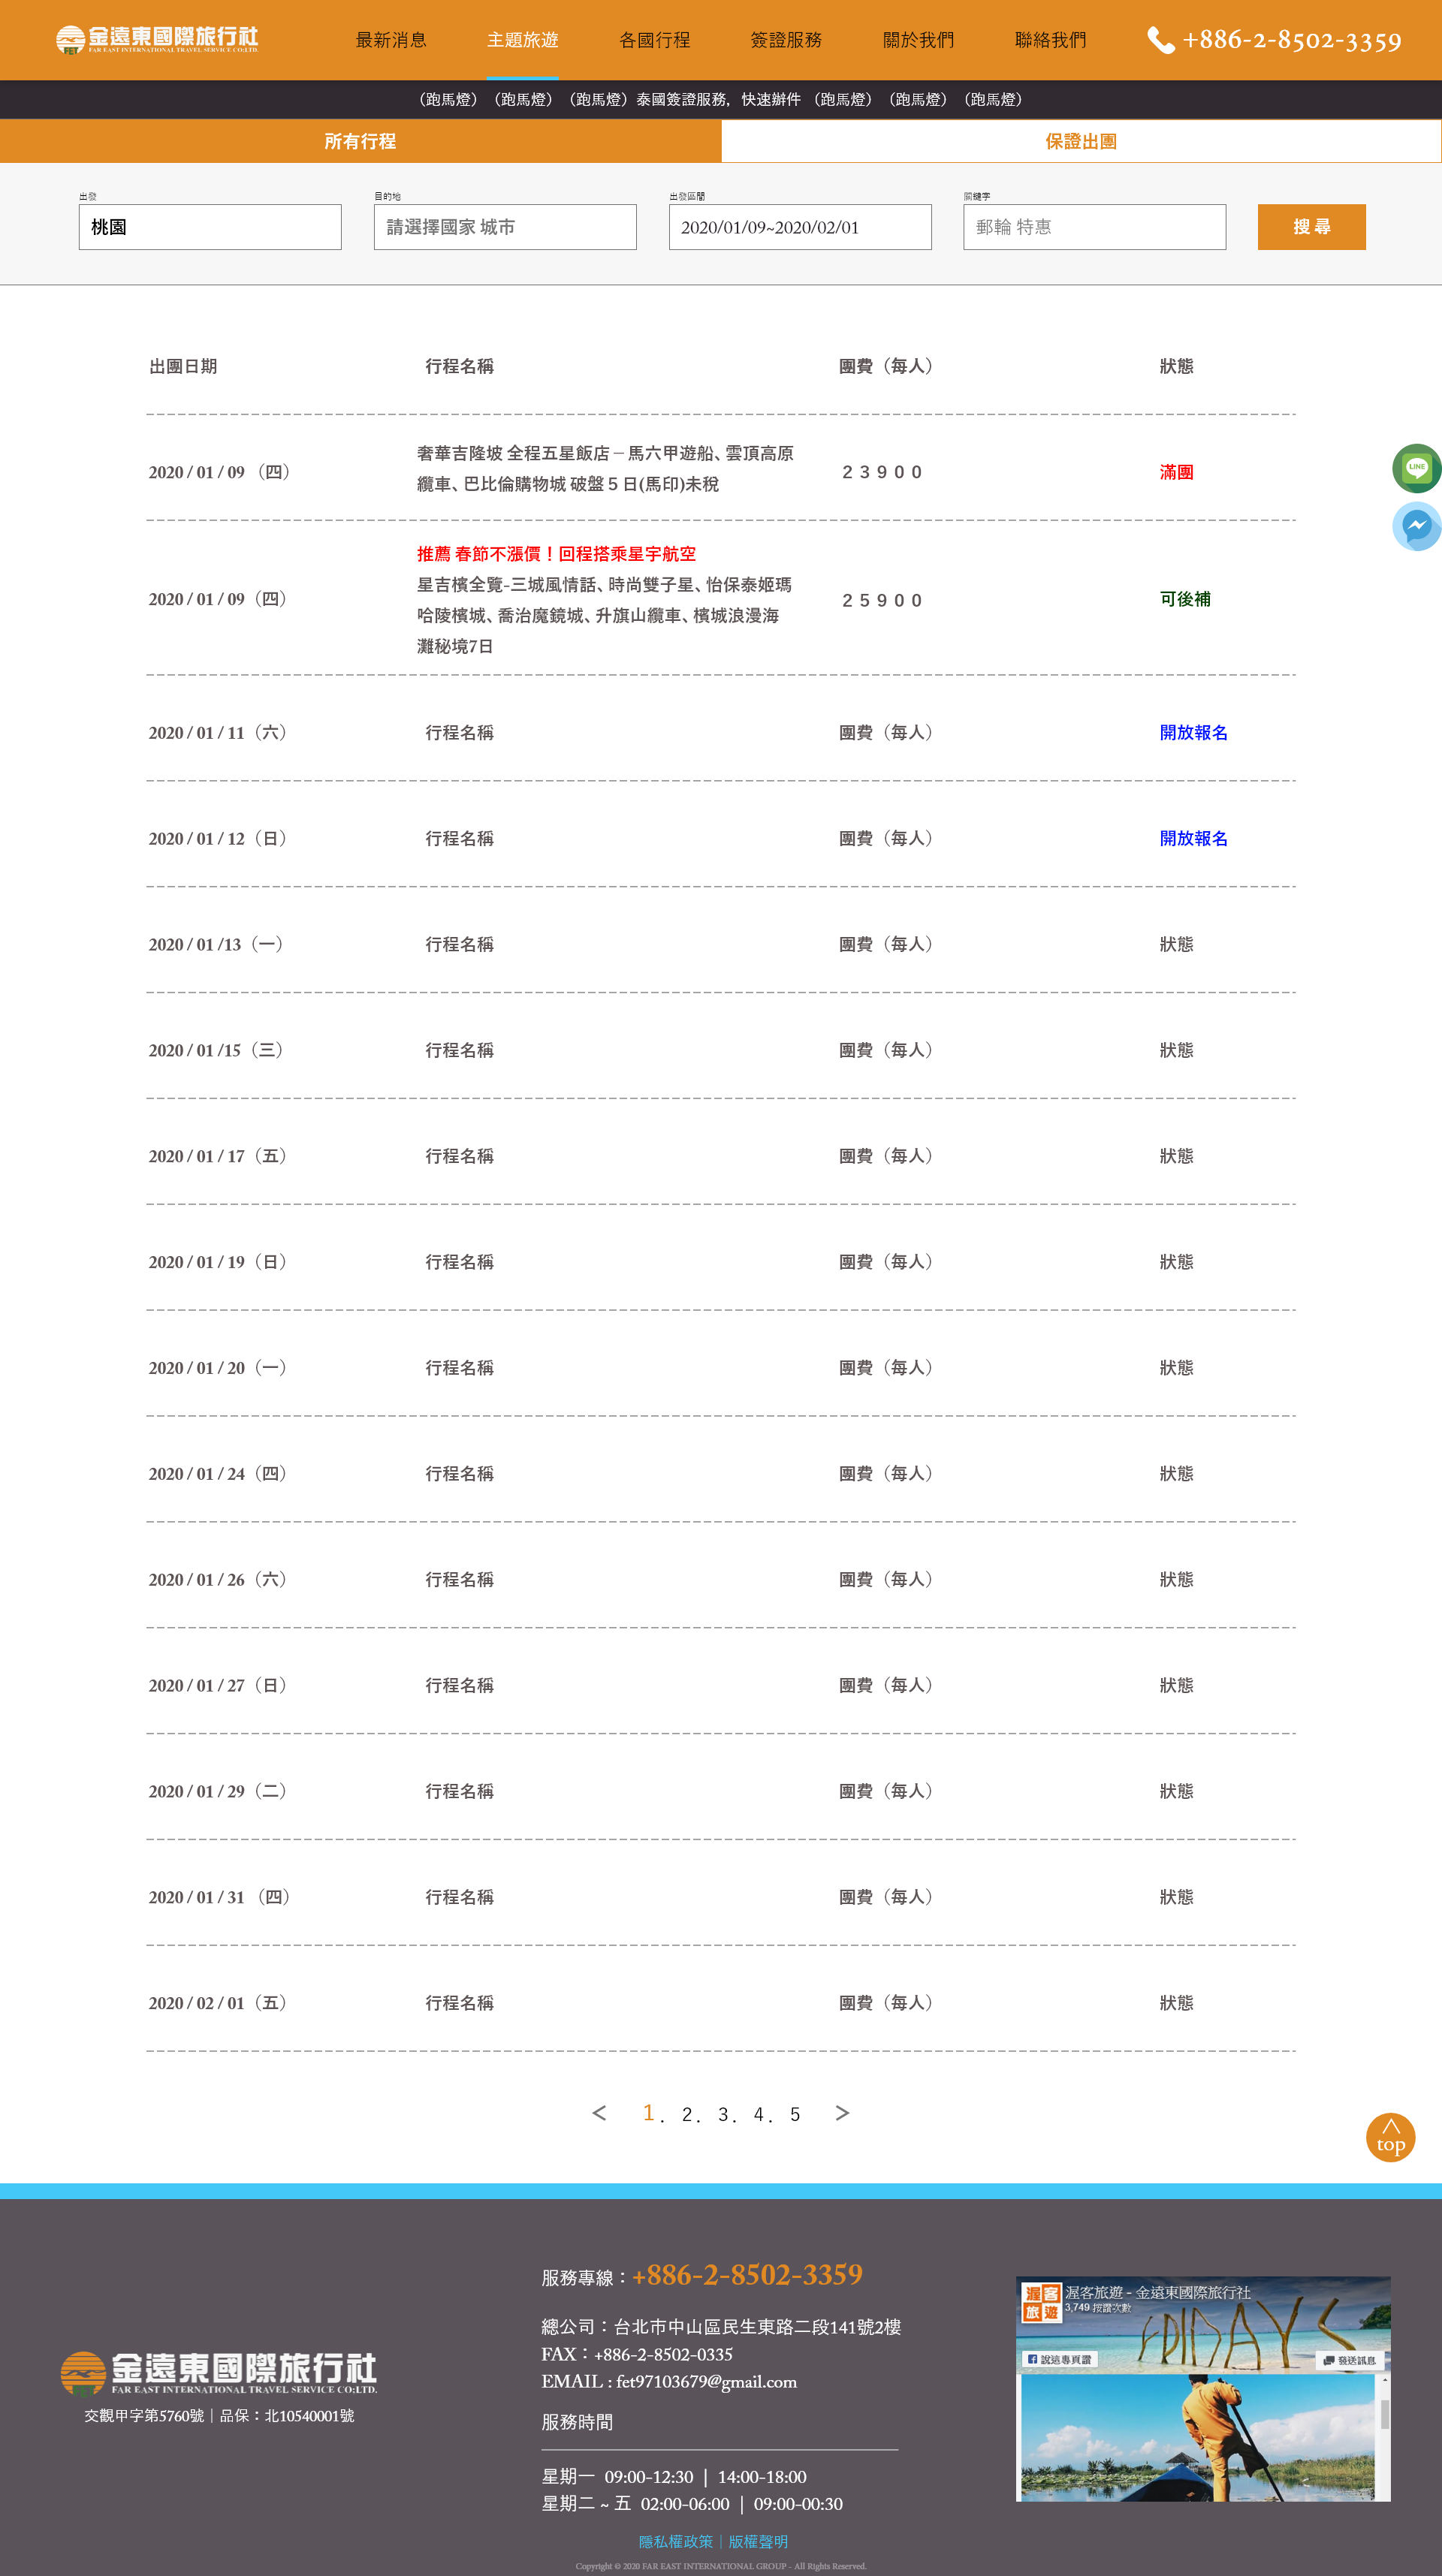 金遠東國際旅行社
FAR EAST INTERNATIONAL TRAVEL SERVICE CO;LTD.
最新消息 主題旅遊 各國行程 簽證服務 關於我們 聯絡我們 +886-2-8502-3359
（跑馬燈）（跑馬燈）（跑馬燈）泰國簽證服務，快速辦件 （跑馬燈）（跑馬燈）（跑馬燈）
所有行程 保證出團
出發 目的地 出發區間 關鍵字
桃園 請選擇國家 城市 2020/01/09~2020/02/01 郵輪 特惠 搜 尋
出團日期 行程名稱 團費（每人） 狀態
奢華吉隆坡 全程五星飯店－馬六甲遊船、雲頂高原
2020 / 01 / 09 （四） 纜車、巴比倫購物城 破盤５日(馬印)未稅 ２３９００ 滿團
LINE
推薦 春節不漲價！回程搭乘星宇航空
星吉檳全覽-三城風情話、時尚雙子星、怡保泰姬瑪
2020 / 01 / 09（四） 哈陵檳城、喬治魔鏡城、升旗山纜車、檳城浪漫海 ２５９００ 可後補
灘秘境7日
2020 / 01 / 11（六） 行程名稱 團費（每人） 開放報名
2020 / 01 / 12（日） 行程名稱 團費（每人） 開放報名
2020 / 01 /13（一） 行程名稱 團費（每人） 狀態
2020 / 01 /15（三） 行程名稱 團費（每人） 狀態
2020 / 01 / 17（五） 行程名稱 團費（每人） 狀態
2020 / 01 / 19（日） 行程名稱 團費（每人） 狀態
2020 / 01 / 20（一） 行程名稱 團費（每人） 狀態
2020 / 01 / 24（四） 行程名稱 團費（每人） 狀態
2020 / 01 / 26（六） 行程名稱 團費（每人） 狀態
2020 / 01 / 27（日） 行程名稱 團費（每人） 狀態
2020 / 01 / 29（二） 行程名稱 團費（每人） 狀態
2020 / 01 / 31 （四） 行程名稱 團費（每人） 狀態
2020 / 02 / 01（五） 行程名稱 團費（每人） 狀態
< 1 . 2 . 3 . 4 . 5 >
top
金遠東國際旅行社
FAR EAST INTERNATIONAL TRAVEL SERVICE CO;LTD.
交觀甲字第5760號｜品保：北10540001號
服務專線：+886-2-8502-3359
總公司：台北市中山區民生東路二段141號2樓
FAX：+886-2-8502-0335
EMAIL : fet97103679@gmail.com
服務時間
星期一 09:00-12:30 | 14:00-18:00
星期二 ~ 五 02:00-06:00 | 09:00-00:30
渥客旅遊
渥客旅遊 - 金遠東國際旅行社
3,749 按讚次數
FRIDAYS
說這專頁讚 發送訊息
隱私權政策｜版權聲明
Copyright © 2020 FAR EAST INTERNATIONAL GROUP - All Rights Reserved.